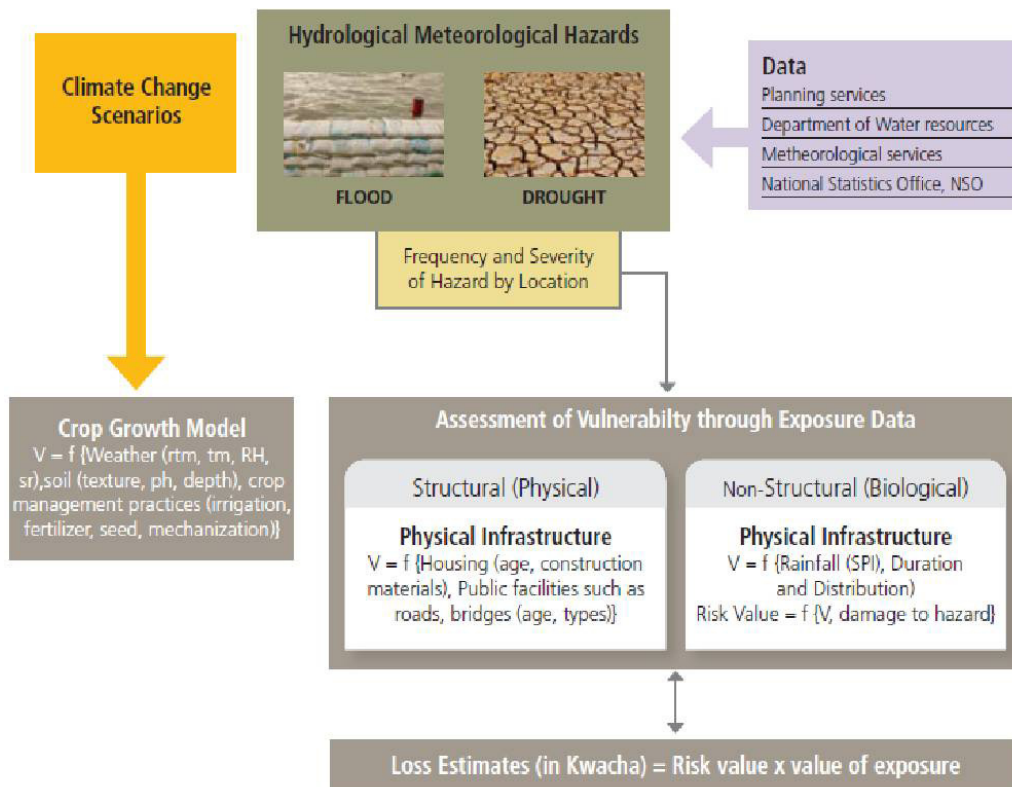 Climate Change
Scenarios
Hydrological Meteorological Hazards
FLOOD
DROUGHT
Data
Planning services
Department of Water resources
Metheorological services
National Statistics Office, NSO
Frequency and Severity
of Hazard by Location
Crop Growth Model
V = f {Weather (rtm, tm, RH,
sr),soil (texture, ph, depth), crop
management practices (irrigation,
fertilizer, seed, mechanization)}
Assessment of Vulnerabilty through Exposure Data
Structural (Physical)
Physical Infrastructure
V = f {Housing (age, construction
materials), Public facilities such as
roads, bridges (age, types)}
Non-Structural (Biological)
Physical Infrastructure
V = f {Rainfall (SPI), Duration
and Distribution)
Risk Value = f {V, damage to hazard}
Loss Estimates (in Kwacha) = Risk value x value of exposure